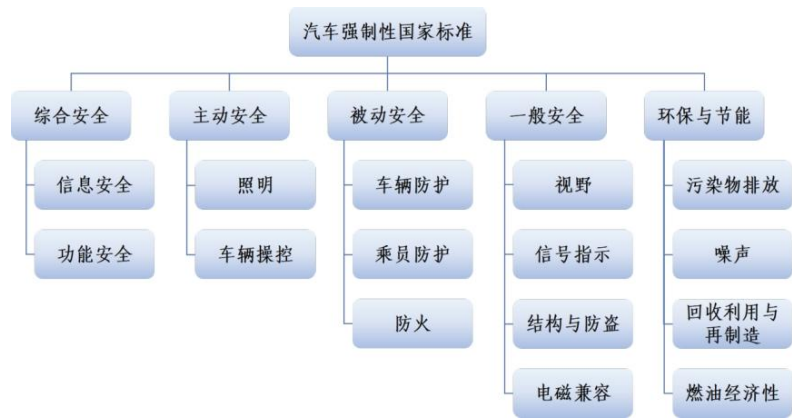 汽车强制性国家标准
综合安全
主动安全
被动安全
一般安全
环保与节能
信息安全
照明
车辆防护
视野
污染物排放
功能安全
车辆操控
乘员防护
信号指示
噪声
防火
结构与防盗
回收利用与
再制造
电磁兼容
燃油经济性